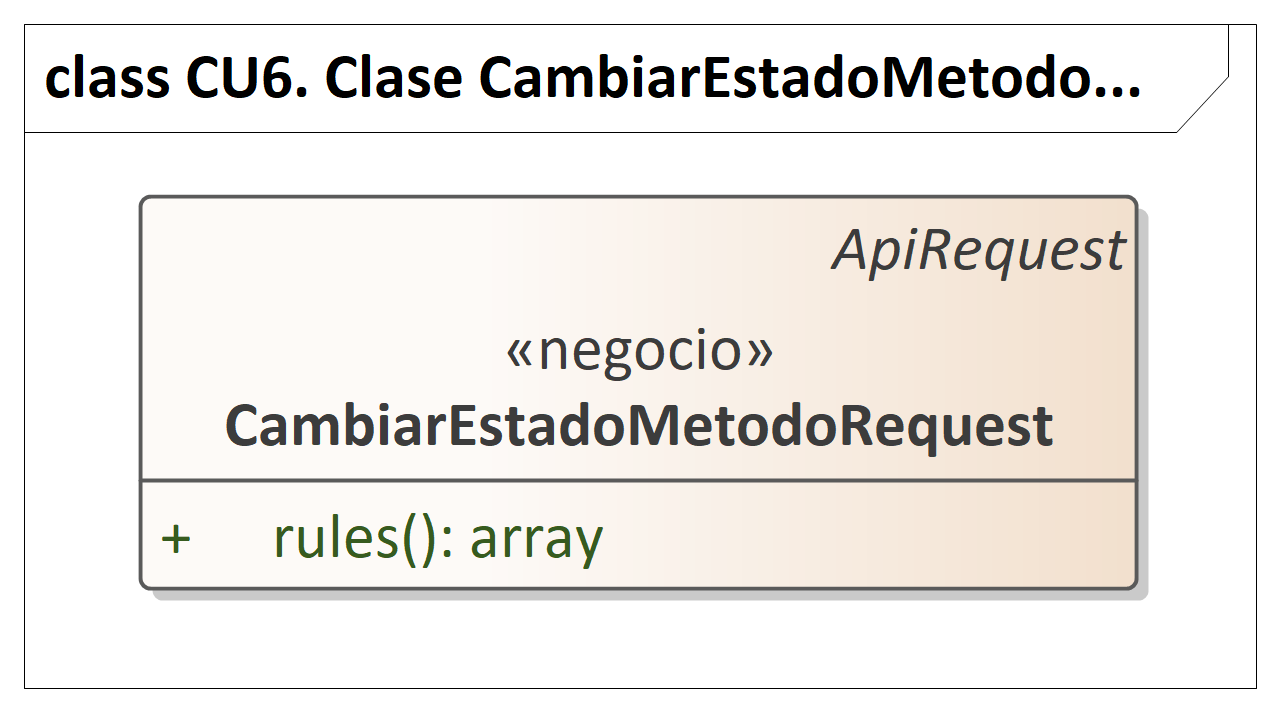 class CU6. Clase CambiarEstadoMetodo...
ApiRequest
«negocio»
CambiarEstadoMetodoRequest
+ rules(): array